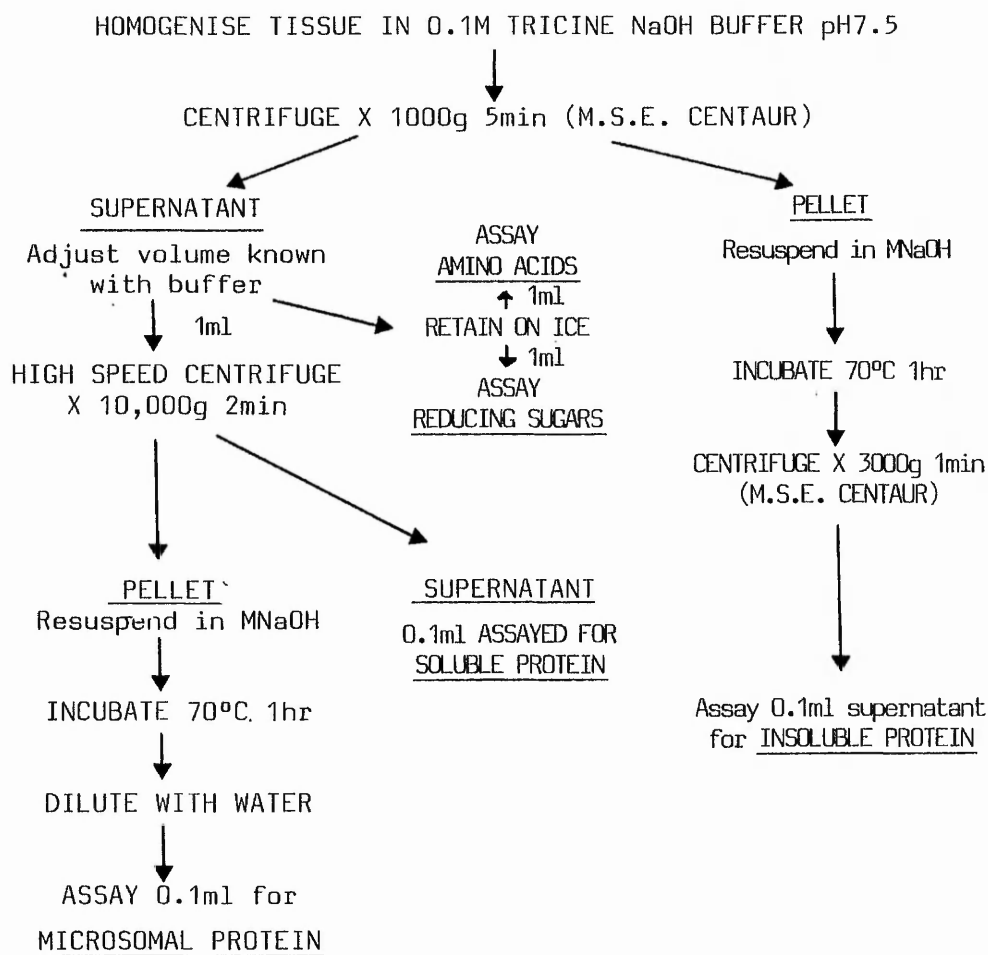 HOMOGENISE TISSUE IN 0.1M TRICINE NaOH BUFFER pH7.5
CENTRIFUGE X 1000g 5min (M.S.E. CENTAUR)
SUPERNATANT
Adjust volume known
with buffer
1ml
HIGH SPEED CENTRIFUGE
X 10,000g 2min
ASSAY
AMINO ACIDS
1ml
RETAIN ON ICE
1ml
ASSAY
REDUCING SUGARS
PELLET
Resuspend in MNaOH
INCUBATE 70ºC 1hr
CENTRIFUGE X 3000g 1min
(M.S.E. CENTAUR)
Assay 0.1ml supernatant
for INSOLUBLE PROTEIN
PELLET
Resuspend in MNaOH
INCUBATE 70ºC. 1hr
DILUTE WITH WATER
ASSAY 0.1ml for
MICROSOMAL PROTEIN
SUPERNATANT
0.1ml ASSAYED FOR
SOLUBLE PROTEIN